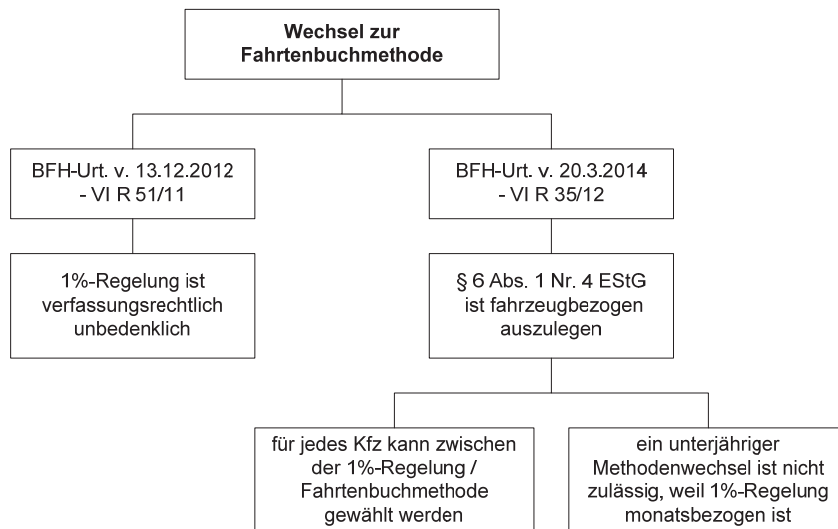 Wechsel zur
Fahrtenbuchmethode
BFH-Urt. v. 13.12.2012
- VI R 51/11
BFH-Urt. v. 20.3.2014
- VI R 35/12
1%-Regelung ist
verfassungsrechtlich
unbedenklich
§ 6 Abs. 1 Nr. 4 EStG
ist fahrzeugbezogen
auszulegen
für jedes Kfz kann zwischen
der 1%-Regelung /
Fahrtenbuchmethode
gewählt werden
ein unterjähriger
Methodenwechsel ist nicht
zulässig, weil 1%-Regelung
monatsbezogen ist